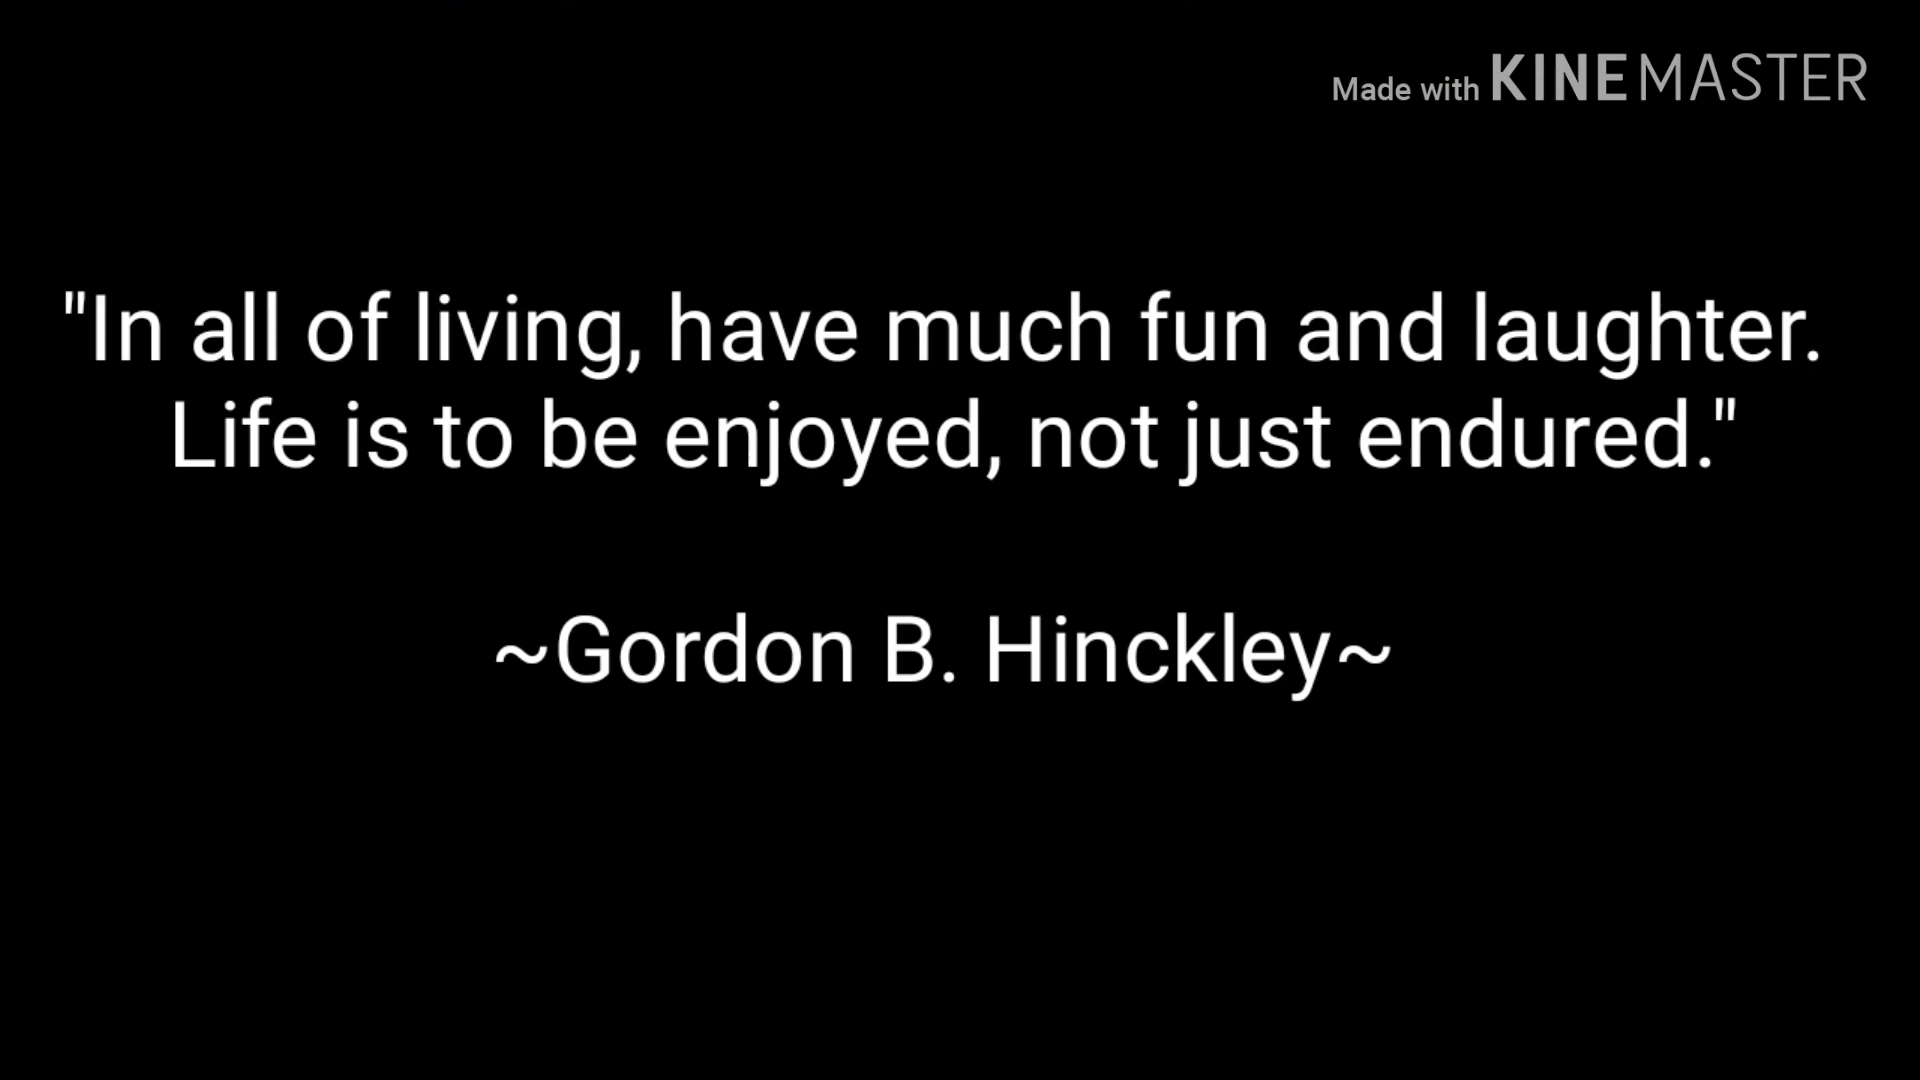 Made with KINEMASTER
"In all of living, have much fun and laughter.
Life is to be enjoyed, not just endured."
~Gordon B. Hinckley~